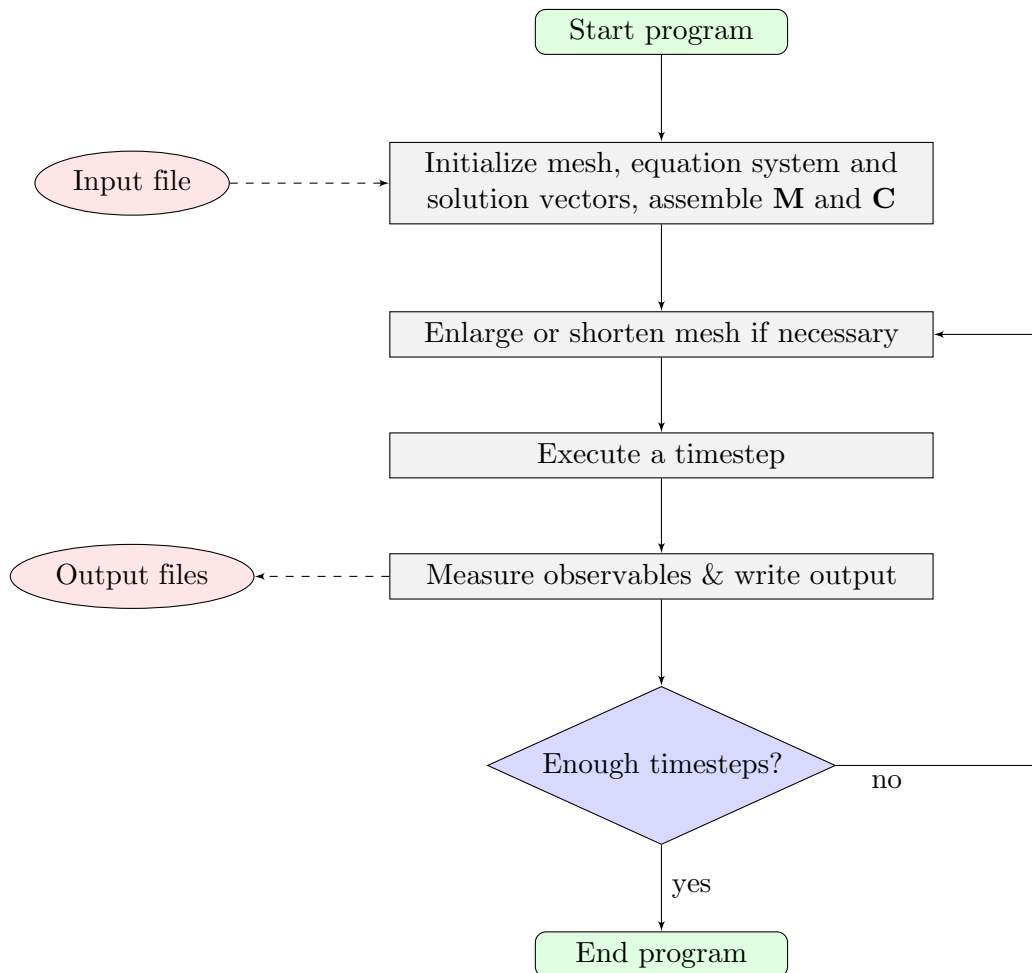 Start program
Input file
Initialize mesh, equation system and
solution vectors, assemble M and C
Enlarge or shorten mesh if necessary
Execute a timestep
Output files
Measure observables & write output
Enough timesteps?
no
yes
End program